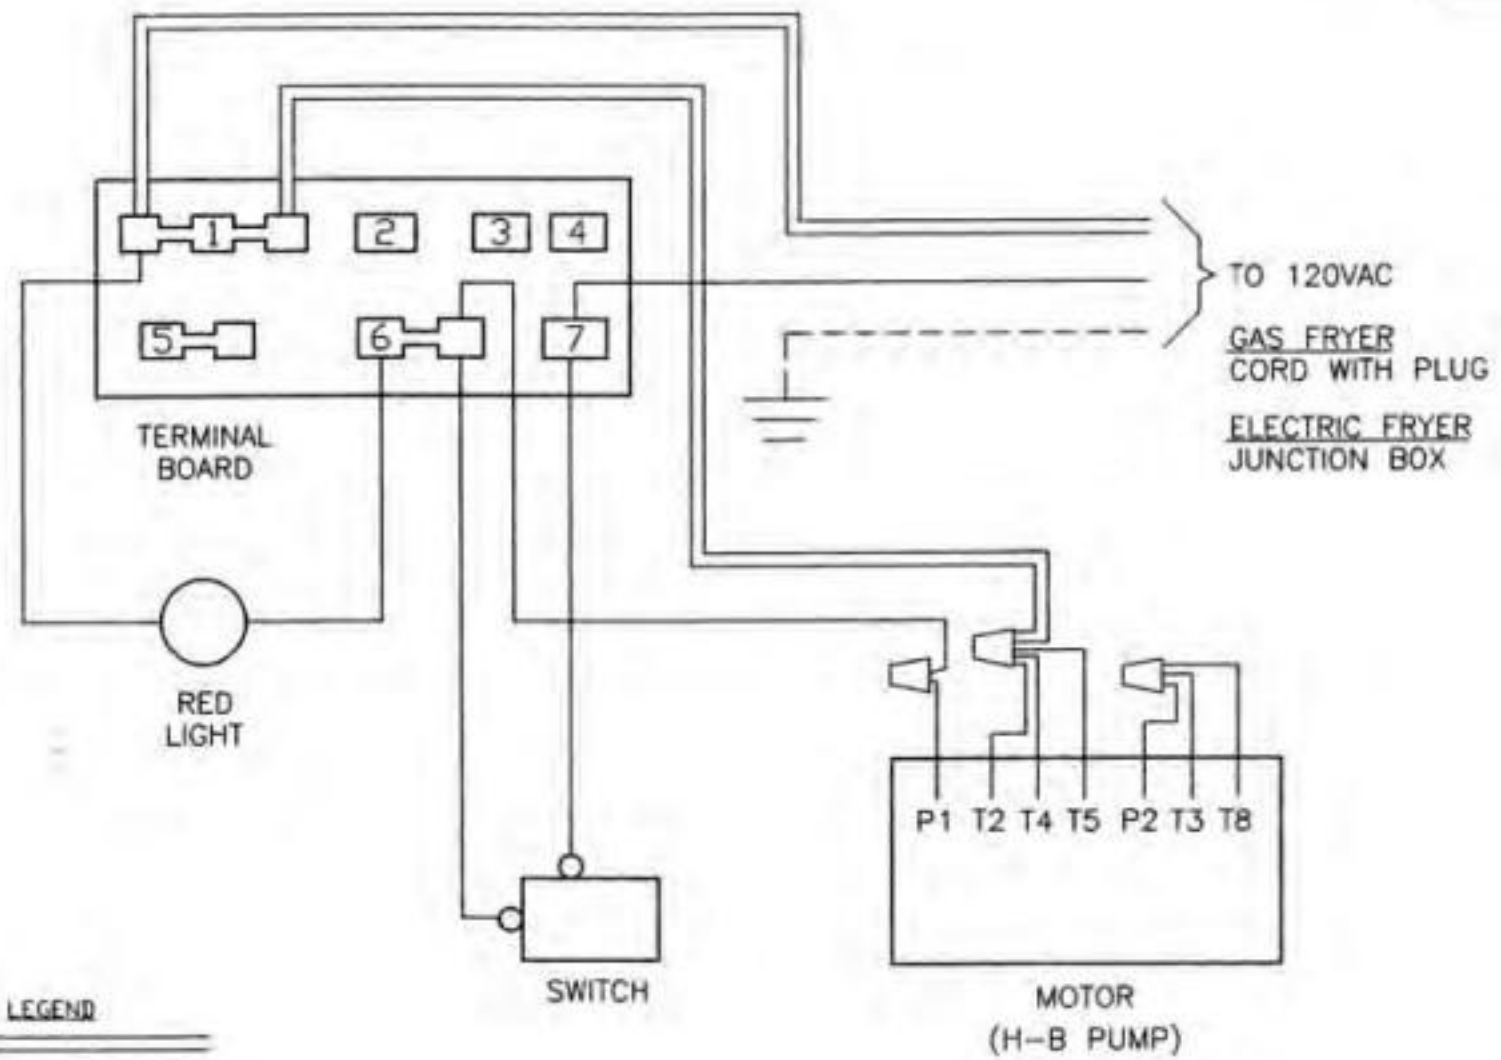 1
2
3
4
5
6
7
TERMINAL
BOARD
TO 120VAC
GAS FRYER
CORD WITH PLUG
ELECTRIC FRYER
JUNCTION BOX
RED
LIGHT
P1 T2 T4 T5 P2 T3 T8
SWITCH
MOTOR
(H-B PUMP)
LEGEND